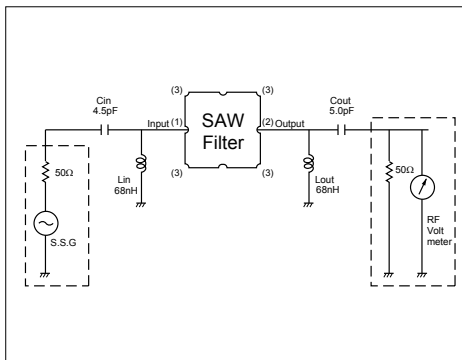 Cin
4.5pF
(3)
(3)
Cout
5.0pF
Input
(1)
SAW
Filter
(2)
Output
50Ω
Lin
68nH
(3)
(3)
Lout
68nH
50Ω
S.S.G
RF
Volt
meter